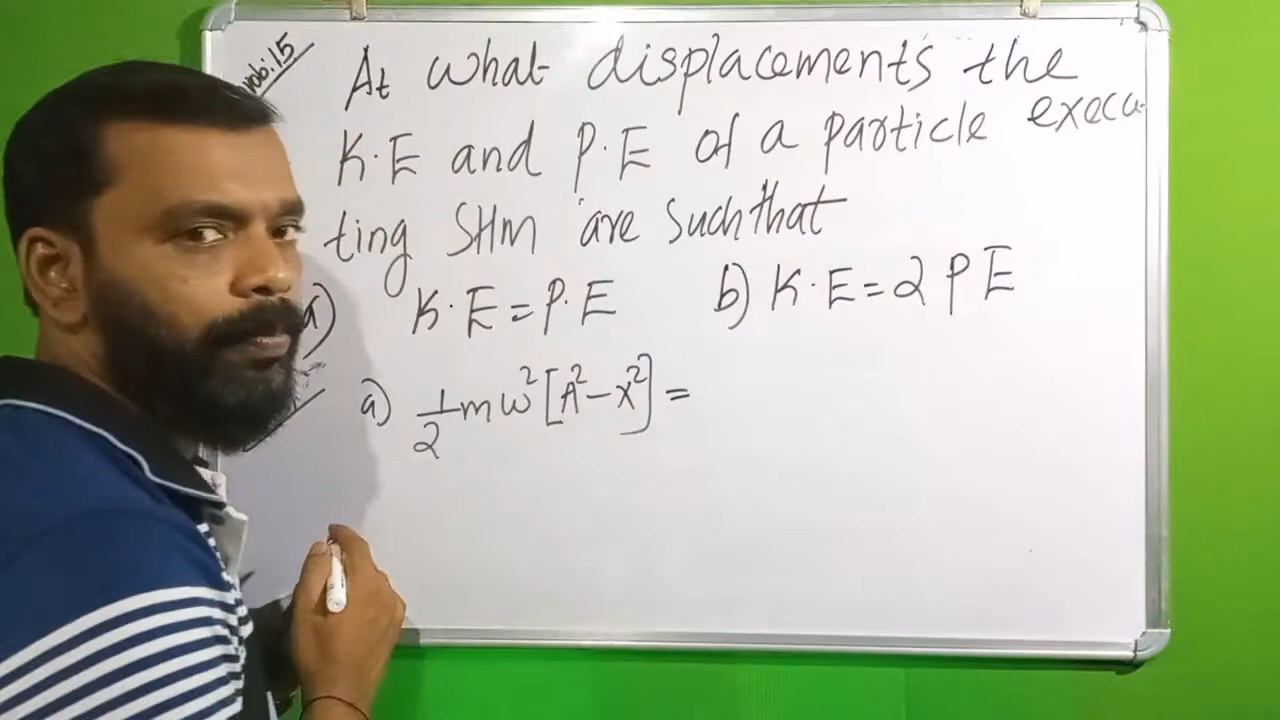 Prob:15
At what displacements the
K.E and P.E of a particle execu-
ting SHm are such that
a) K.E = P.E b) K.E = 2 P E
a) 1/2 mω²[A²-x²] =